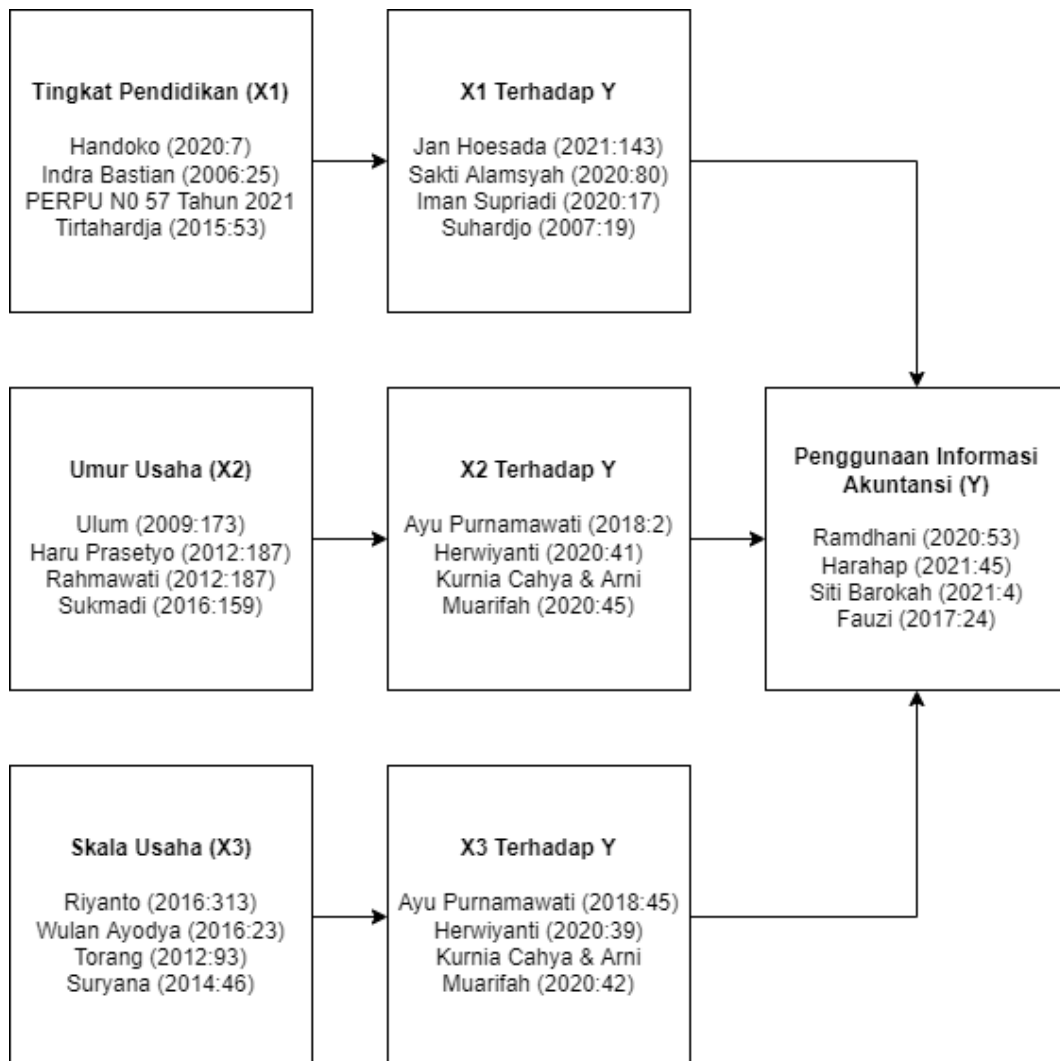 Tingkat Pendidikan (X1)
Handoko (2020:7)
Indra Bastian (2006:25)
PERPU N0 57 Tahun 2021
Tirtahardja (2015:53)
X1 Terhadap Y
Jan Hoesada (2021:143)
Sakti Alamsyah (2020:80)
Iman Supriadi (2020:17)
Suhardjo (2007:19)
Umur Usaha (X2)
Ulum (2009:173)
Haru Prasetyo (2012:187)
Rahmawati (2012:187)
Sukmadi (2016:159)
X2 Terhadap Y
Ayu Purnamawati (2018:2)
Herwiyanti (2020:41)
Kurnia Cahya & Arni
Muarifah (2020:45)
Penggunaan Informasi
Akuntansi (Y)
Ramdhani (2020:53)
Harahap (2021:45)
Siti Barokah (2021:4)
Fauzi (2017:24)
Skala Usaha (X3)
Riyanto (2016:313)
Wulan Ayodya (2016:23)
Torang (2012:93)
Suryana (2014:46)
X3 Terhadap Y
Ayu Purnamawati (2018:45)
Herwiyanti (2020:39)
Kurnia Cahya & Arni
Muarifah (2020:42)